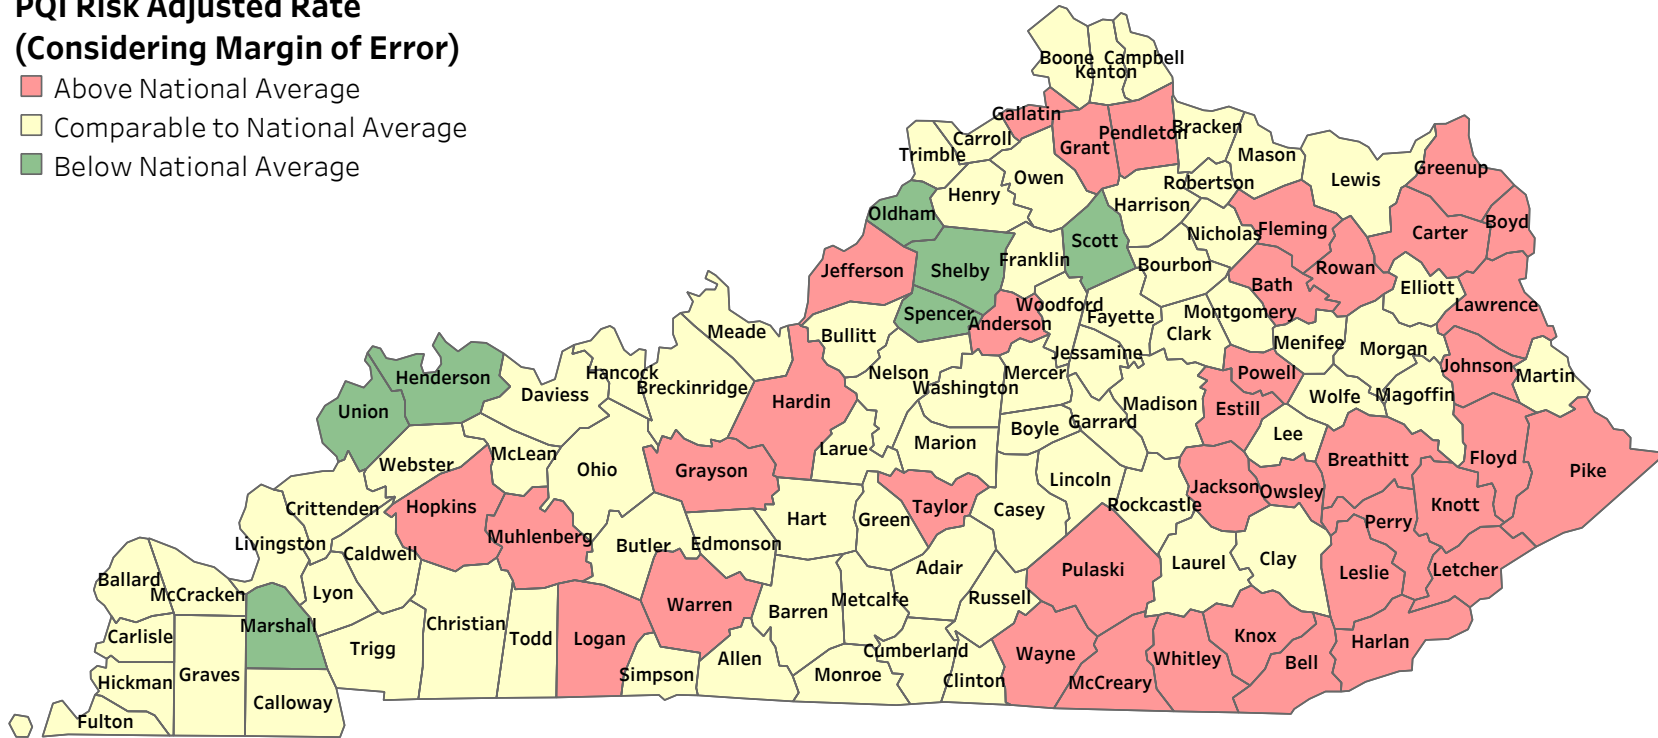 PQI Risk Adjusted Rate
(Considering Margin of Error)
Above National Average
Comparable to National Average
Below National Average
Boone
Campbell
Kenton
Gallatin
Carroll
Grant
Pendleton
Bracken
Trimble
Mason
Owen
Robertson
Lewis
Greenup
Henry
Harrison
Oldham
Nicholas
Fleming
Carter
Boyd
Scott
Jefferson
Shelby
Franklin
Bourbon
Rowan
Bath
Elliott
Lawrence
Spencer
Anderson
Woodford
Fayette
Montgomery
Clark
Meade
Bullitt
Menifee
Morgan
Jessamine
Johnson
Martin
Henderson
Hancock
Breckinridge
Nelson
Washington
Mercer
Powell
Union
Daviess
Hardin
Madison
Estill
Wolfe
Magoffin
Garrard
Boyle
Lee
Webster
McLean
Ohio
Grayson
Larue
Marion
Breathitt
Floyd
Pike
Lincoln
Jackson
Owsley
Crittenden
Hopkins
Taylor
Rockcastle
Knott
Hart
Green
Casey
Perry
Livingston
Caldwell
Muhlenberg
Butler
Edmonson
Ballard
McCracken
Lyon
Adair
Pulaski
Laurel
Clay
Leslie
Letcher
Warren
Barren
Metcalfe
Russell
Carlisle
Marshall
Christian
Todd
Logan
Knox
Harlan
Trigg
Allen
Cumberland
Wayne
Whitley
Bell
Hickman
Graves
Simpson
Monroe
Clinton
McCreary
Calloway
Fulton